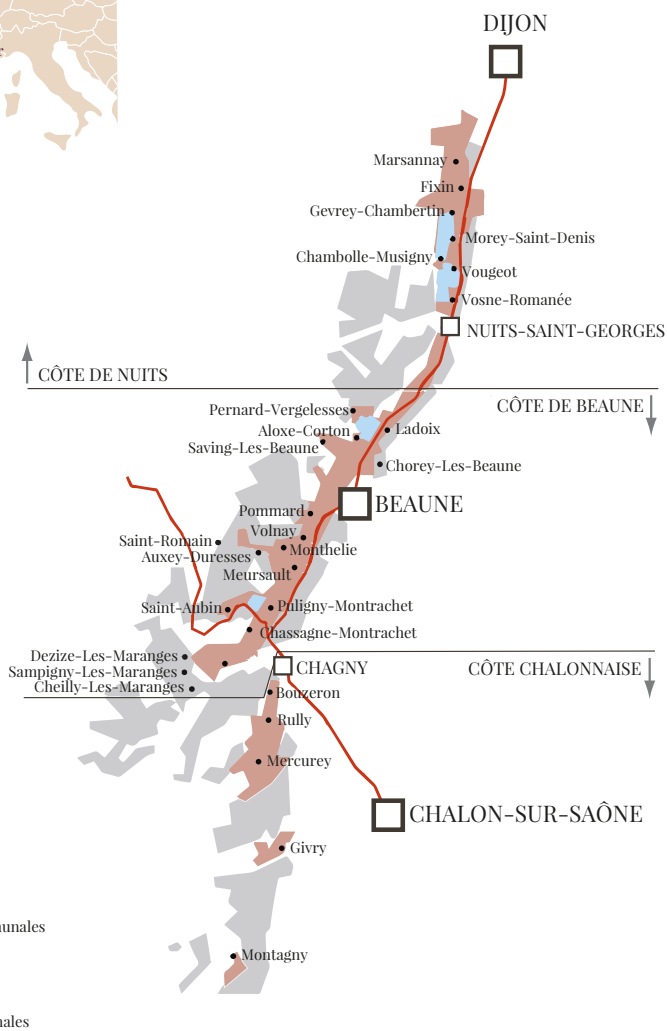 DIJON
Marsannay
Fixin
Gevrey-Chambertin
Morey-Saint-Denis
Chambolle-Musigny
Vougeot
Vosne-Romanée
NUITS-SAINT-GEORGES
CÔTE DE NUITS
CÔTE DE BEAUNE
Pernard-Vergelesses
Aloxe-Corton
Ladoix
Saving-Les-Beaune
Chorey-Les-Beaune
BEAUNE
Pommard
Volnay
Saint-Romain
Monthelie
Auxey-Duresses
Meursault
Saint-Aubin
Puligny-Montrachet
Chassagne-Montrachet
Dezize-Les-Maranges
CHAGNY
CÔTE CHALONNAISE
Sampigny-Les-Maranges
Cheilly-Les-Maranges
Bouzeron
Rully
Mercurey
CHALON-SUR-SAÔNE
Givry
Montagny